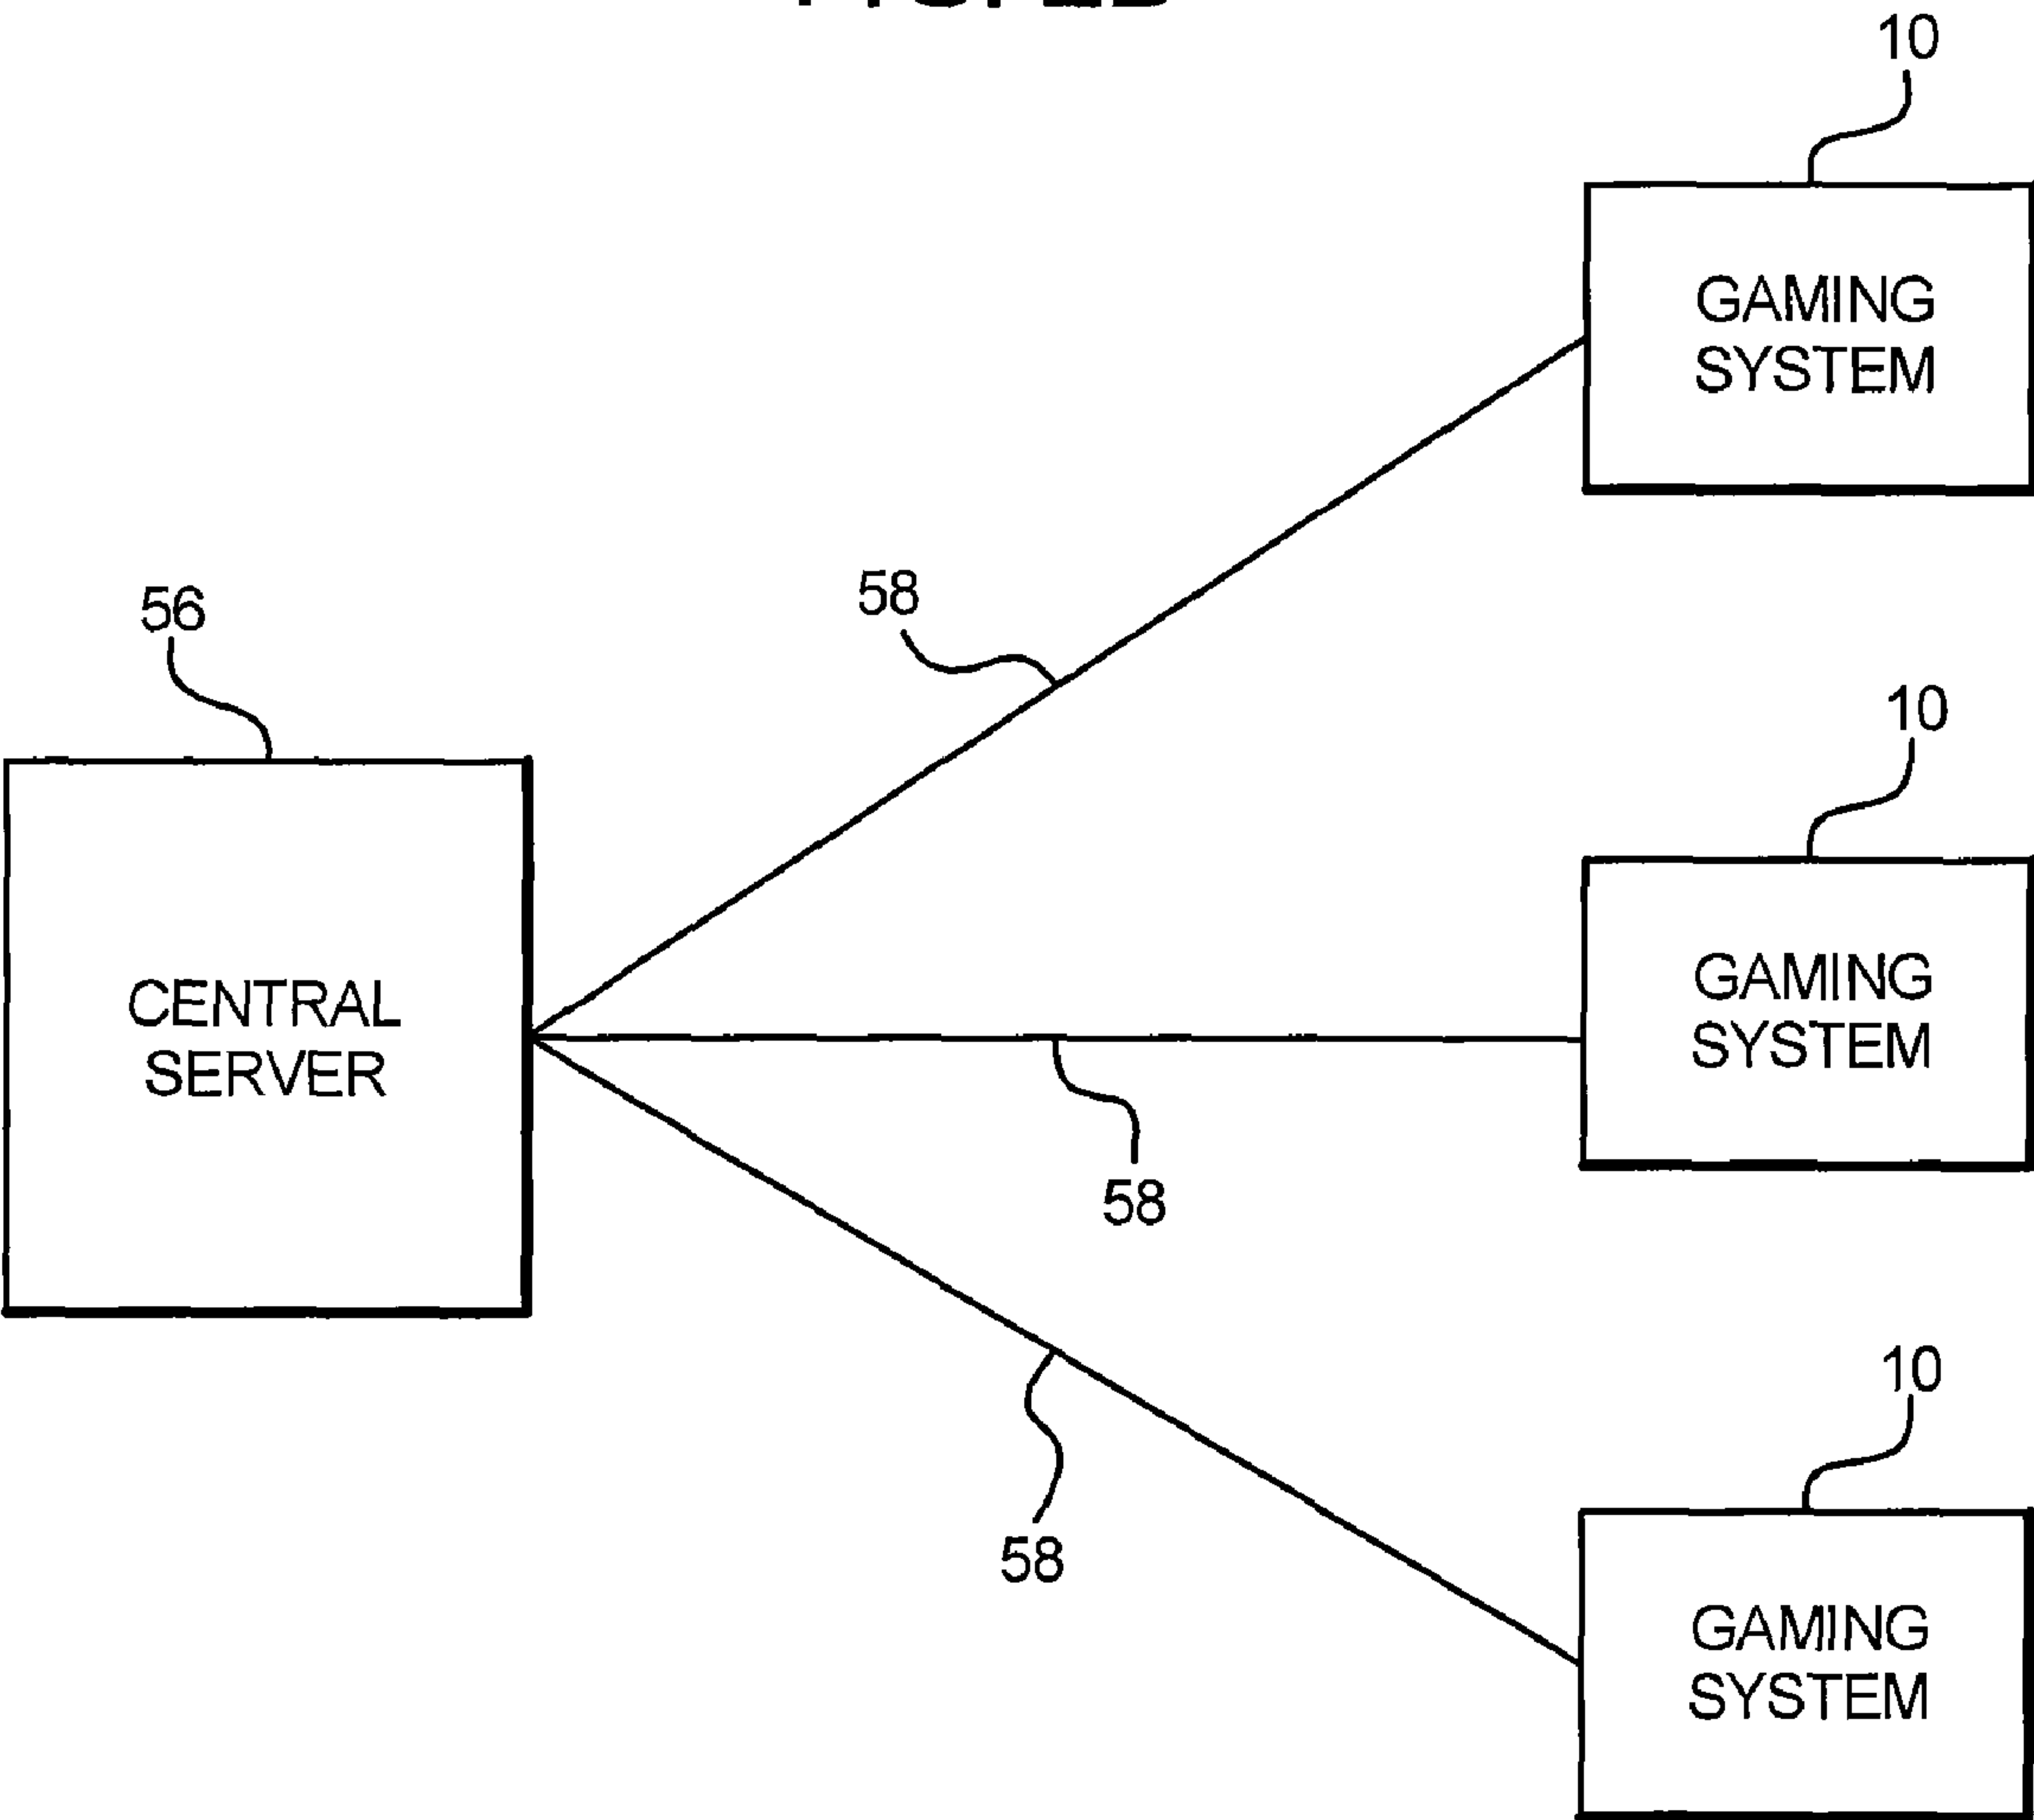 10
GAMING
SYSTEM
58
56
10
CENTRAL
SERVER
GAMING
SYSTEM
58
10
58
GAMING
SYSTEM